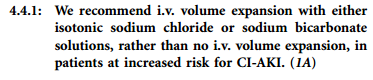 4.4.1: We recommend i.v. volume expansion with either
isotonic sodium chloride or sodium bicarbonate
solutions, rather than no i.v. volume expansion, in
patients at increased risk for CI-AKI. (1A)